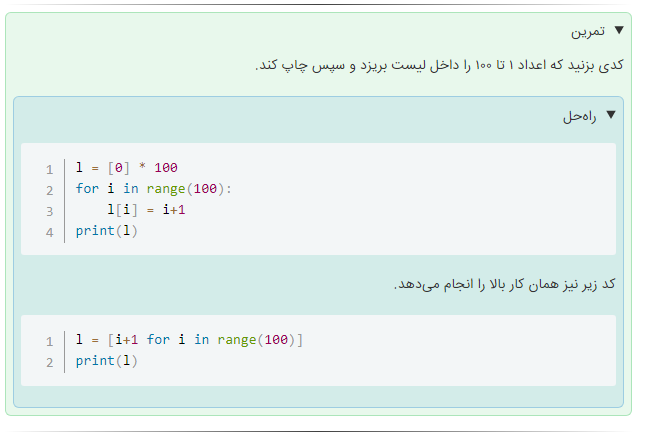 ▼ تمرین
کدی بزنید که اعداد ۱ تا ۱۰۰ را داخل لیست بریزد و سپس چاپ کند.
▼ راه‌حل
1 l = [0] * 100
2 for i in range(100):
3     l[i] = i+1
4 print(l)
کد زیر نیز همان کار بالا را انجام می‌دهد.
1 l = [i+1 for i in range(100)]
2 print(l)